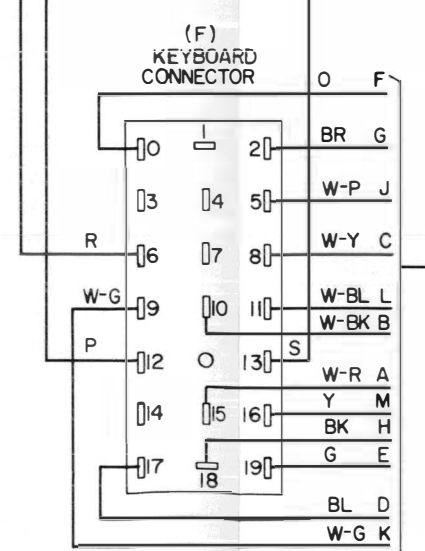 (F)
KEYBOARD
CONNECTOR
O F
1
0 2 BR G
3 4 5 W-P J
R 6 7 8 W-Y C
W-G 9 10 11 W-BL L
W-BK B
P 12 13 S
W-R A
14 15 16 Y M
BK H
17 18 19 G E
BL D
W-G K